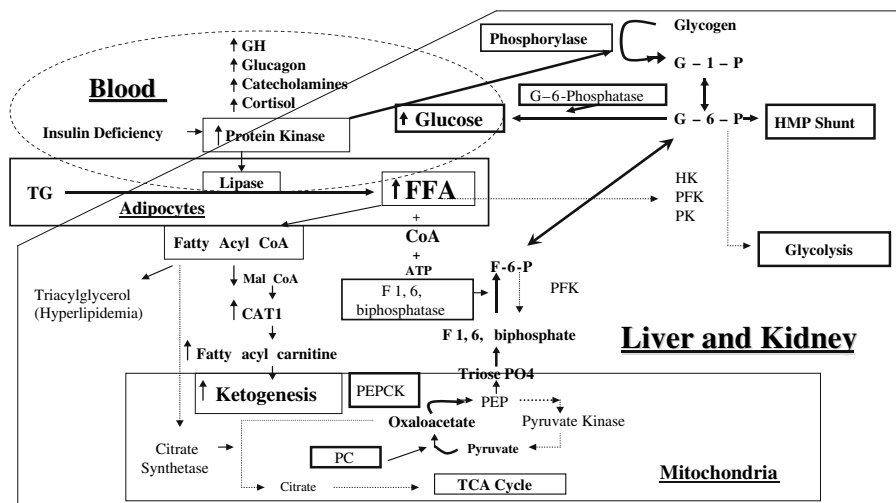 GH
Glucagon
Catecholamines
Cortisol
Blood
Insulin Deficiency
Protein Kinase
Phosphorylase
Glycogen
G – 1 – P
G–6-Phosphatase
Glucose
G – 6 – P
HMP Shunt
TG
Lipase
FFA
Adipocytes
HK
PFK
PK
Glycolysis
+
CoA
+
ATP
Fatty Acyl CoA
Mal CoA
Triacylglycerol
(Hyperlipidemia)
CAT1
Fatty acyl carnitine
Ketogenesis
F 1, 6,
biphosphatase
F-6-P
PFK
F 1, 6, biphosphate
Liver and Kidney
Triose PO4
PEPCK
PEP
Oxaloacetate
Pyruvate Kinase
Pyruvate
PC
Citrate
Synthetase
Citrate
TCA Cycle
Mitochondria